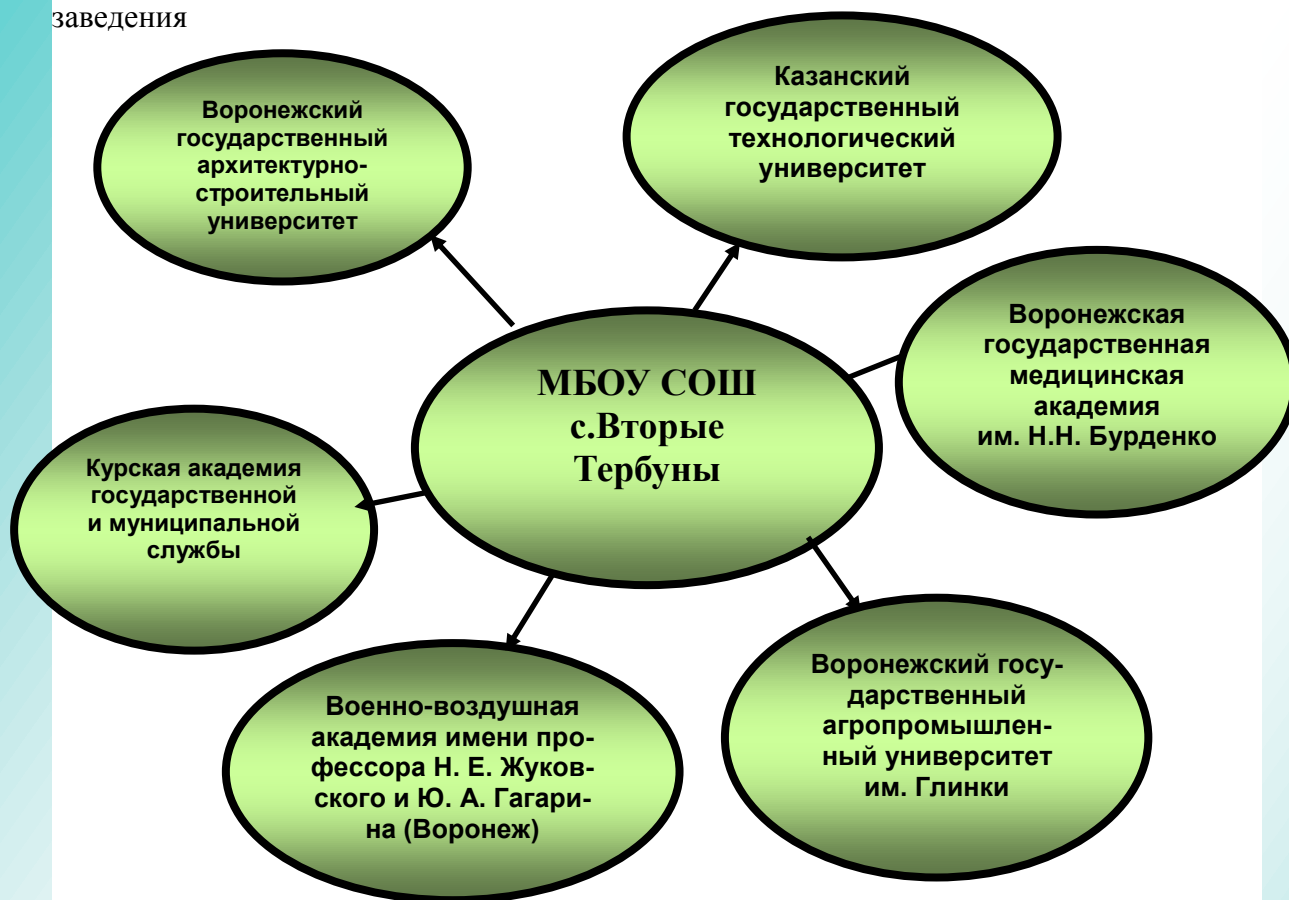 заведения
Воронежский
государственный
архитектурно-
строительный
университет
Казанский
государственный
технологический
университет
Воронежская
государственная
медицинская
академия
им. Н.Н. Бурденко
МБОУ СОШ
с.Вторые
Тербуны
Курская академия
государственной
и муниципальной
службы
Военно-воздушная
академия имени про-
фессора Н. Е. Жуков-
ского и Ю. А. Гагари-
на (Воронеж)
Воронежский госу-
дарственный
агропромышлен-
ный университет
им. Глинки